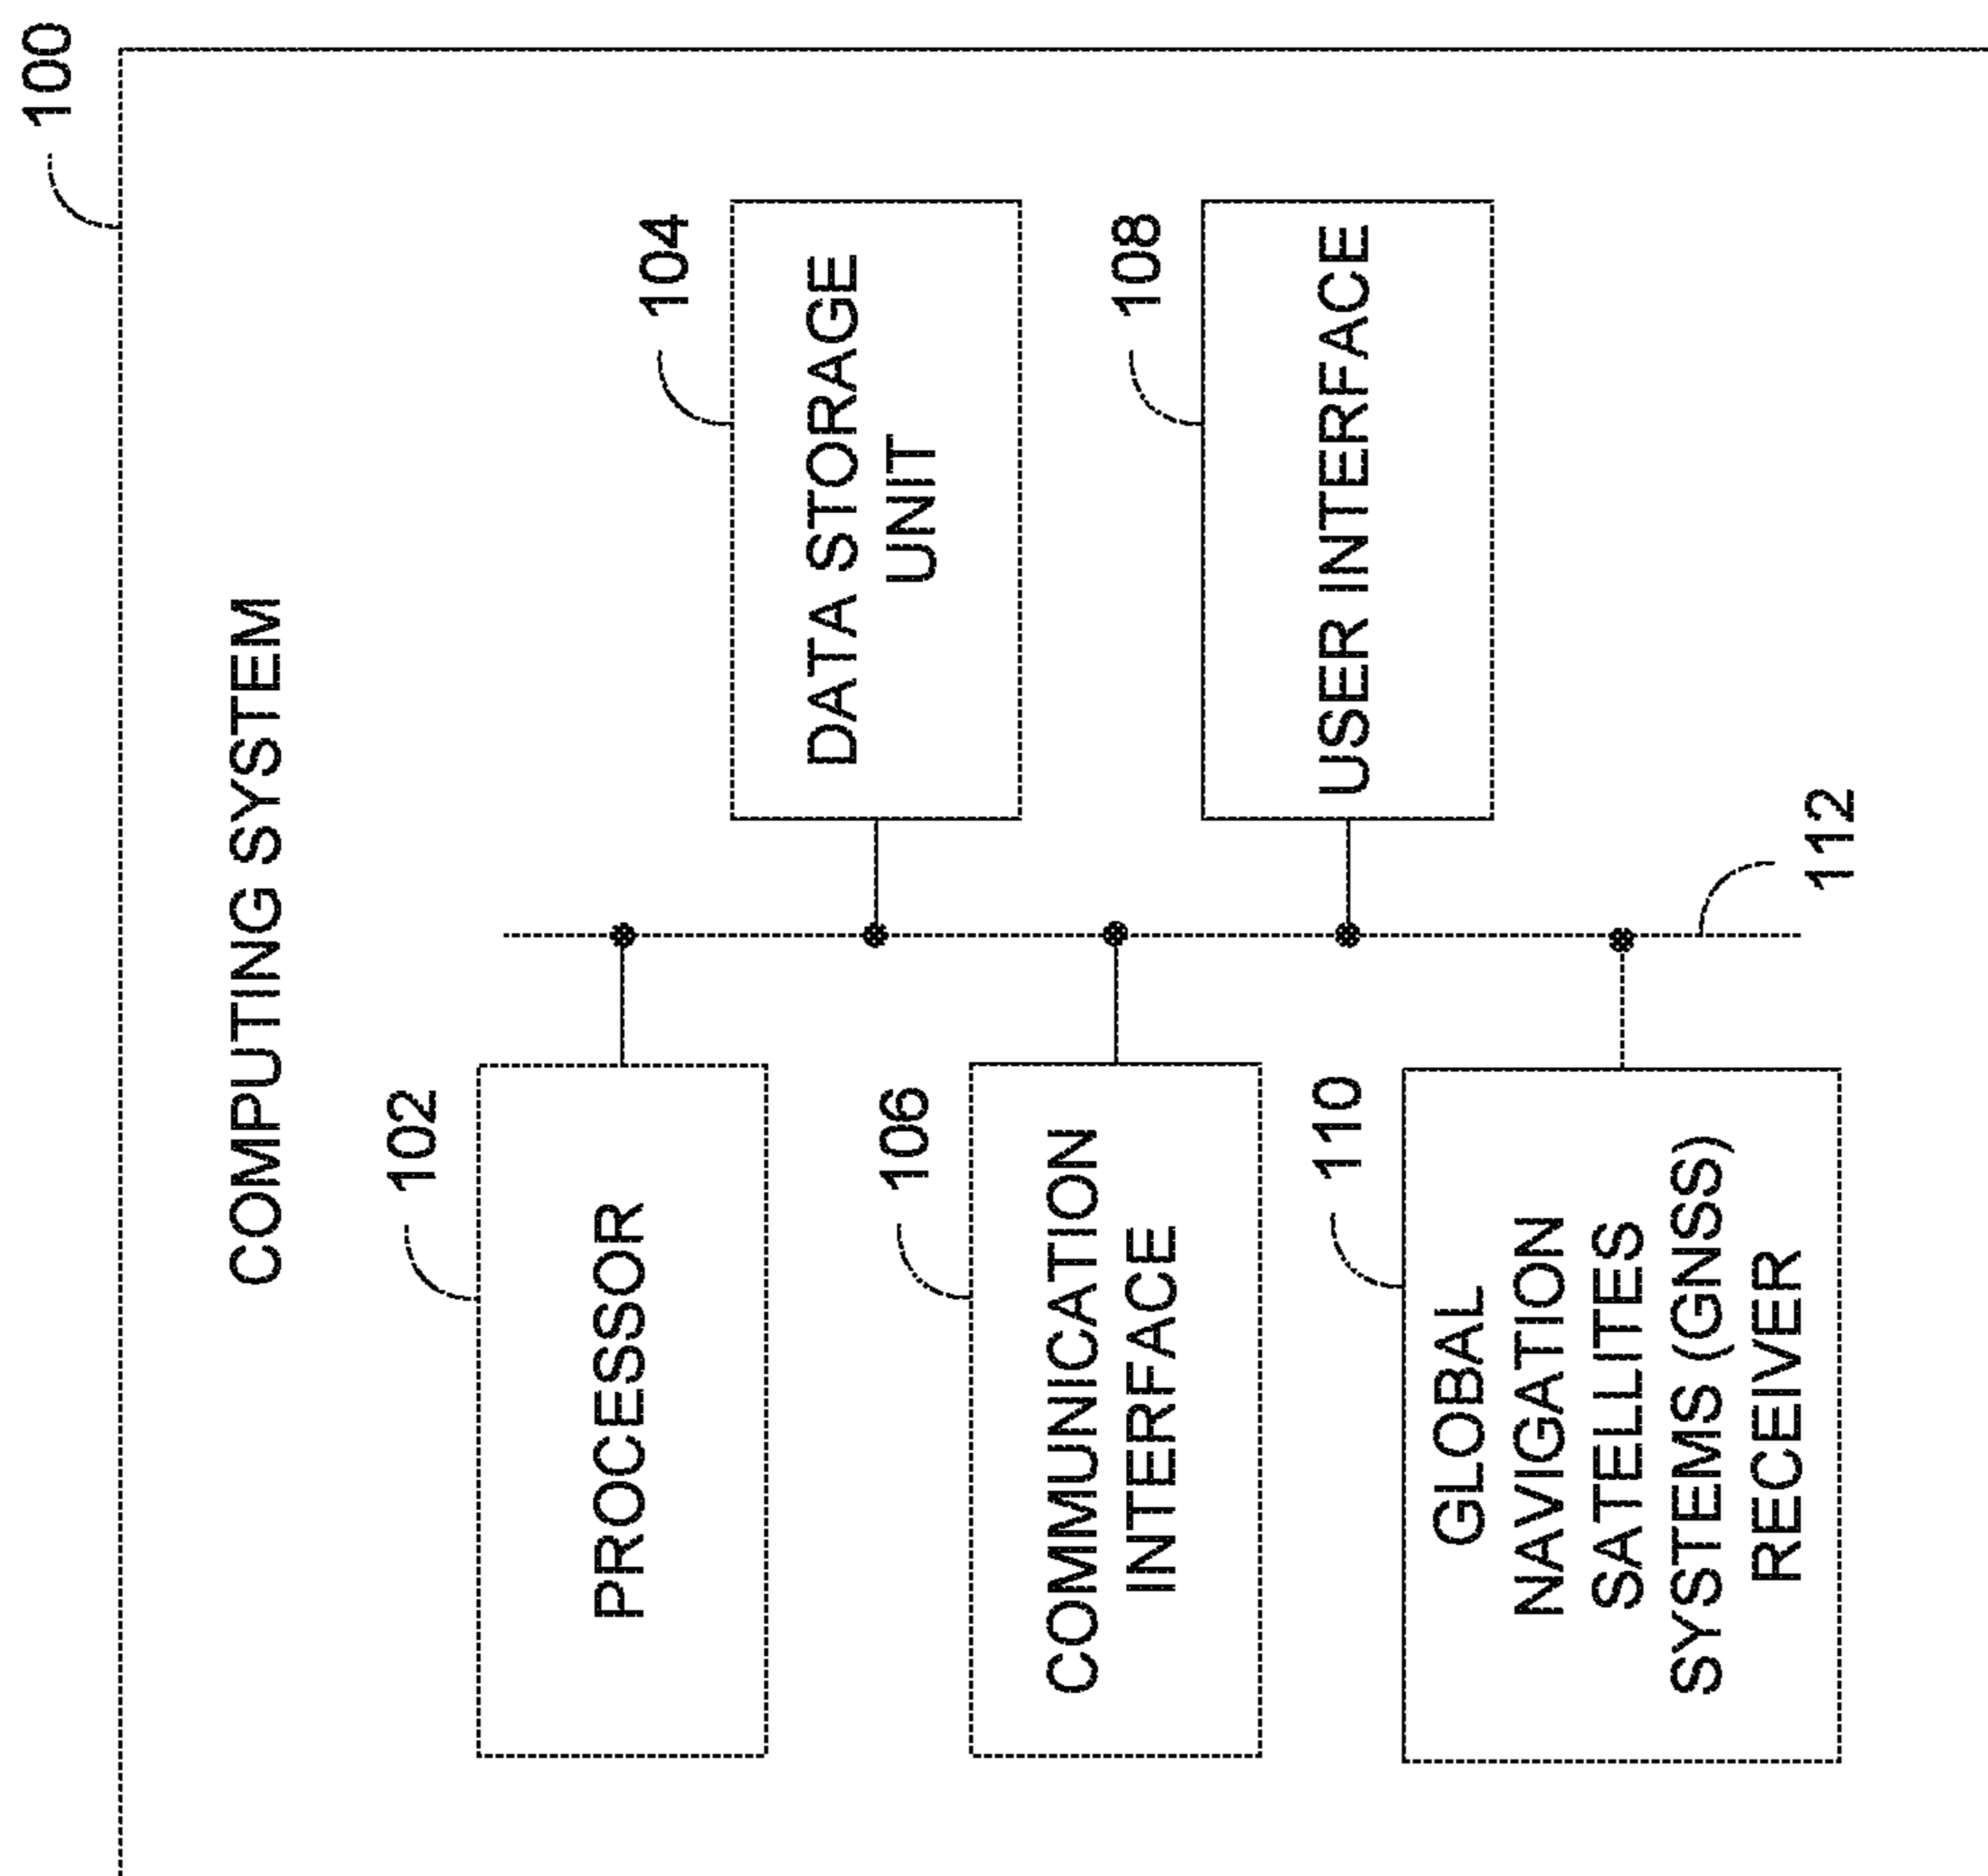 100
COMPUTING SYSTEM
102
PROCESSOR
104
DATA STORAGE
UNIT
106
COMMUNICATION
INTERFACE
108
USER INTERFACE
110
GLOBAL
NAVIGATION
SATELLITES
SYSTEMS (GNSS)
RECEIVER
112